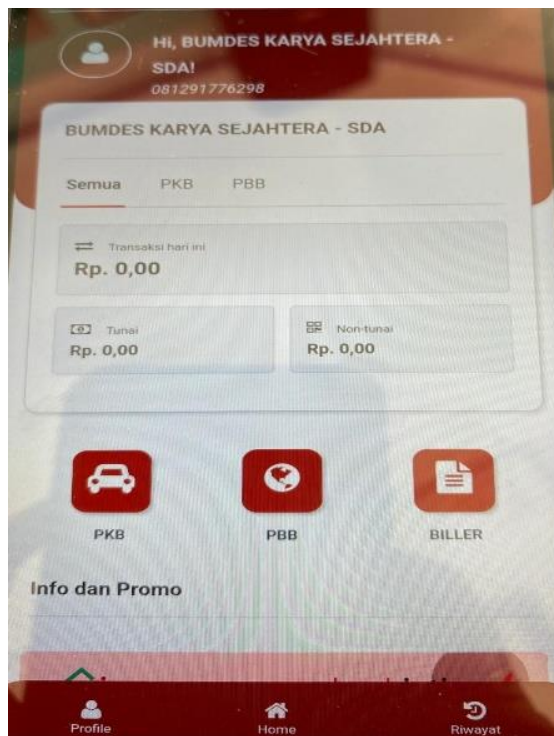 Hi, BUMDES KARYA SEJAHTERA -
SDA!
081291776298
BUMDES KARYA SEJAHTERA - SDA
Semua PKB PBB
Transaksi hari ini
Rp. 0,00
Tunai Non-tunai
Rp. 0,00 Rp. 0,00
PKB PBB BILLER
Info dan Promo
Profile Home Riwayat